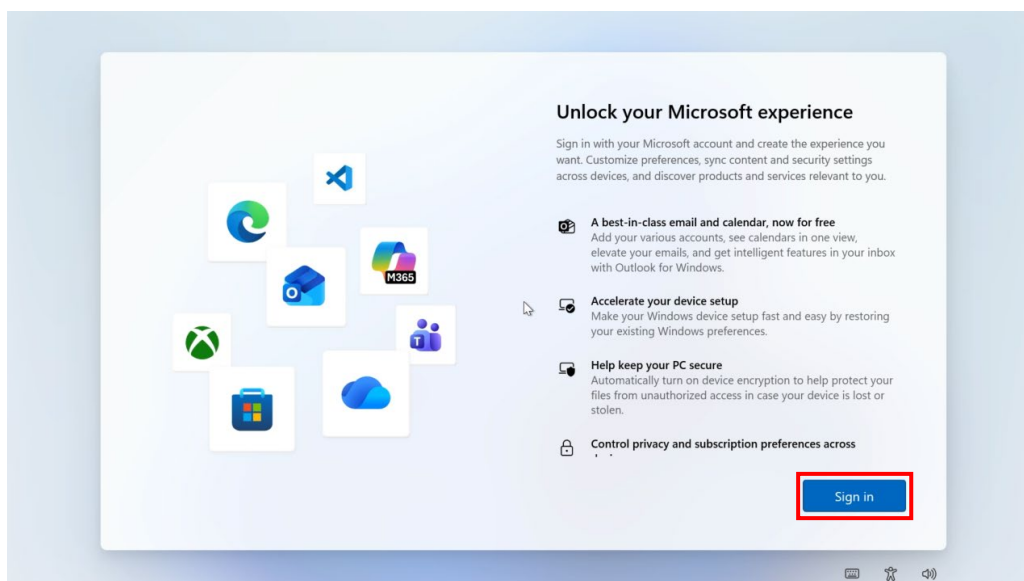 Unlock your Microsoft experience
Sign in with your Microsoft account and create the experience you
want. Customize preferences, sync content and security settings
across devices, and discover products and services relevant to you.
A best-in-class email and calendar, now for free
Add your various accounts, see calendars in one view,
elevate your emails, and get intelligent features in your inbox
with Outlook for Windows.
M365
O
Accelerate your device setup
Make your Windows device setup fast and easy by restoring
your existing Windows preferences.
T
Help keep your PC secure
Automatically turn on device encryption to help protect your
files from unauthorized access in case your device is lost or
stolen.
Control privacy and subscription preferences across
Sign in